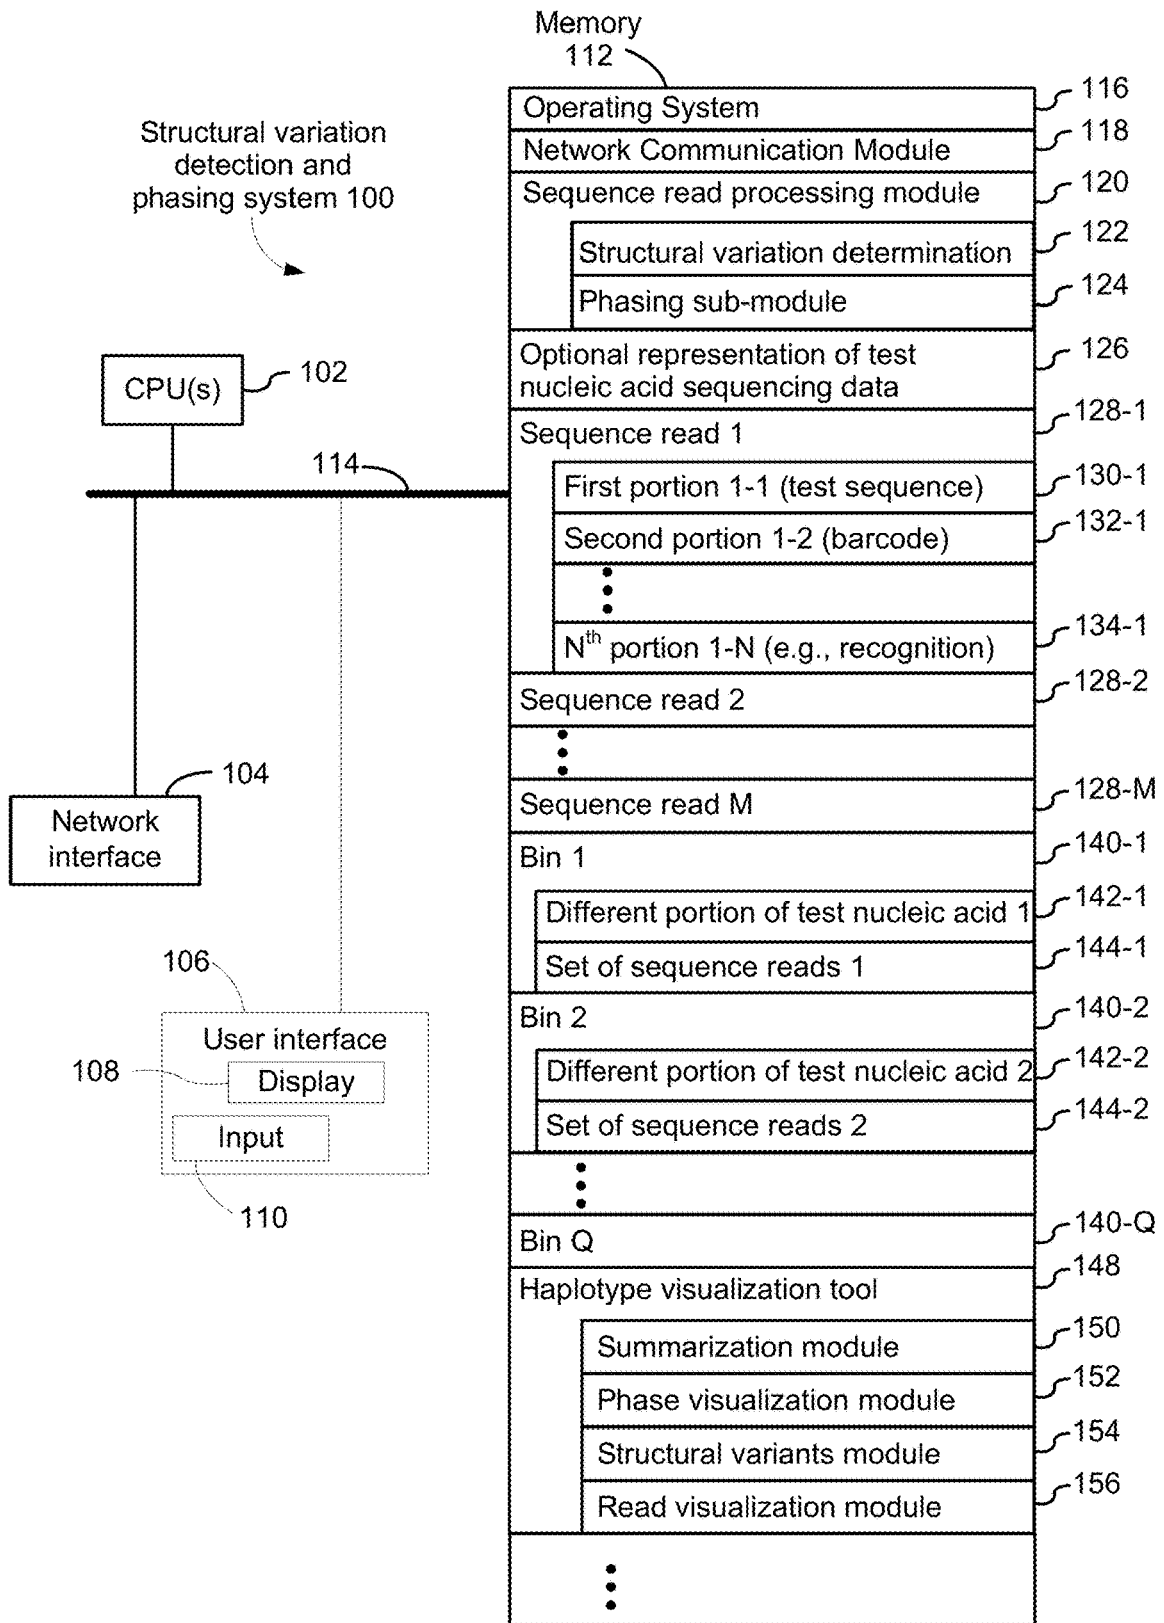 Memory
112
Structural variation
detection and
phasing system 100
CPU(s)
102
114
Network
interface
104
106
User interface
108
Display
Input
110
Operating System
116
Network Communication Module
118
Sequence read processing module
120
Structural variation determination
122
Phasing sub-module
124
Optional representation of test
nucleic acid sequencing data
126
Sequence read 1
128-1
First portion 1-1 (test sequence)
130-1
Second portion 1-2 (barcode)
132-1
Nth portion 1-N (e.g., recognition)
134-1
Sequence read 2
128-2
Sequence read M
128-M
Bin 1
140-1
Different portion of test nucleic acid 1
142-1
Set of sequence reads 1
144-1
Bin 2
140-2
Different portion of test nucleic acid 2
142-2
Set of sequence reads 2
144-2
Bin Q
140-Q
Haplotype visualization tool
148
Summarization module
150
Phase visualization module
152
Structural variants module
154
Read visualization module
156